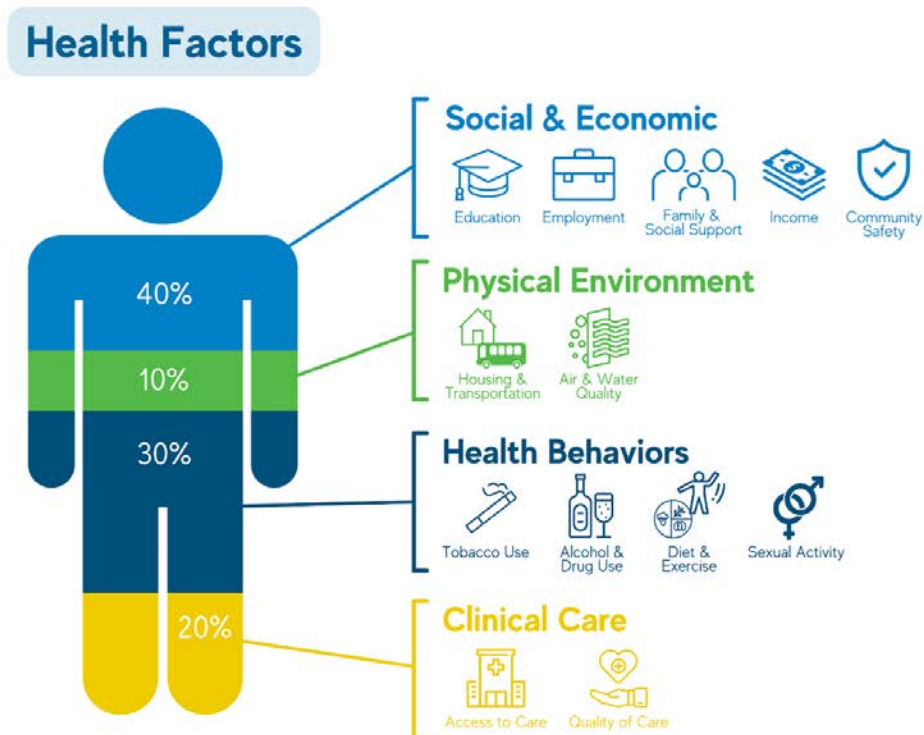 Health Factors
Social & Economic
Education
Employment
Family &
Social Support
Income
Community
Safety
40%
Physical Environment
Housing &
Transportation
Air & Water
Quality
10%
Health Behaviors
Tobacco Use
Alcohol &
Drug Use
Diet &
Exercise
Sexual Activity
30%
Clinical Care
Access to Care
Quality of Care
20%